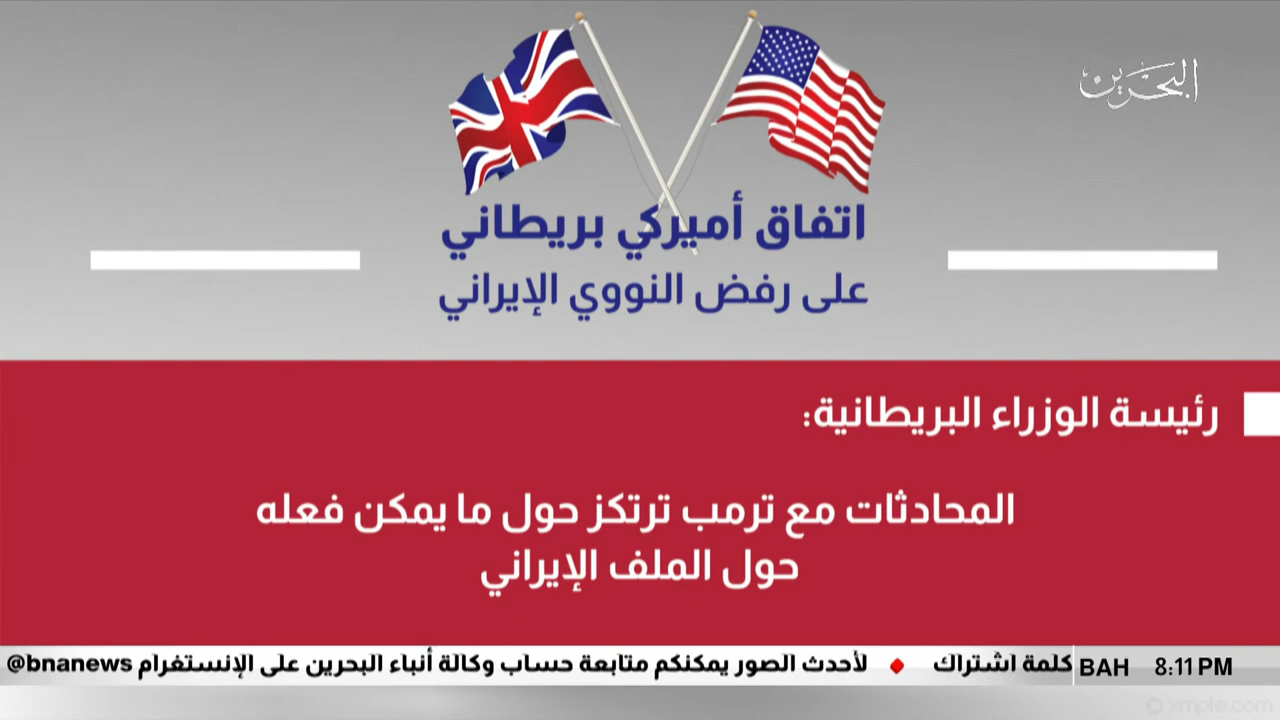 البحرين
اتفاق أميركي بريطاني
على رفض النووي الإيراني
رئيسة الوزراء البريطانية:
المحادثات مع ترمب ترتكز حول ما يمكن فعله
حول الملف الإيراني
BAH 8:11 PM
كلمة اشتراك ♦ لأحدث الصور يمكنكم متابعة حساب وكالة أنباء البحرين على الإنستغرام @bnanews
© xmple.com